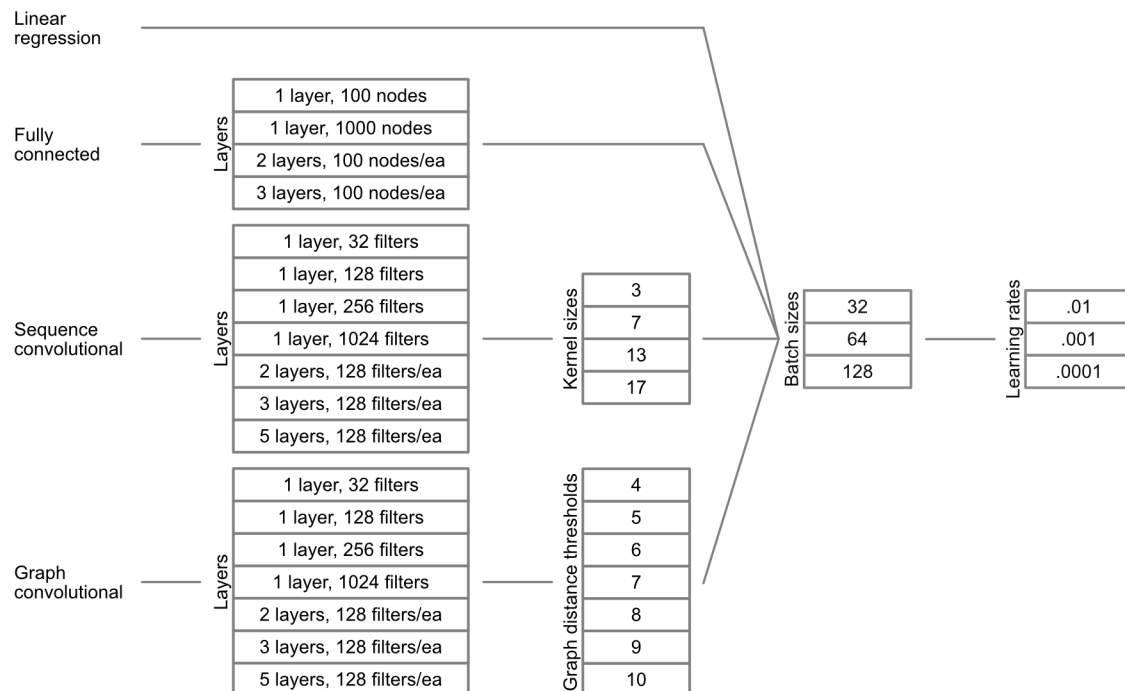 Linear
regression
Fully
connected
Layers
1 layer, 100 nodes
1 layer, 1000 nodes
2 layers, 100 nodes/ea
3 layers, 100 nodes/ea
Sequence
convolutional
Layers
1 layer, 32 filters
1 layer, 128 filters
1 layer, 256 filters
1 layer, 1024 filters
2 layers, 128 filters/ea
3 layers, 128 filters/ea
5 layers, 128 filters/ea
Kernel sizes
3
7
13
17
Graph
convolutional
Layers
1 layer, 32 filters
1 layer, 128 filters
1 layer, 256 filters
1 layer, 1024 filters
2 layers, 128 filters/ea
3 layers, 128 filters/ea
5 layers, 128 filters/ea
Graph distance thresholds
4
5
6
7
8
9
10
Batch sizes
32
64
128
Learning rates
.01
.001
.0001